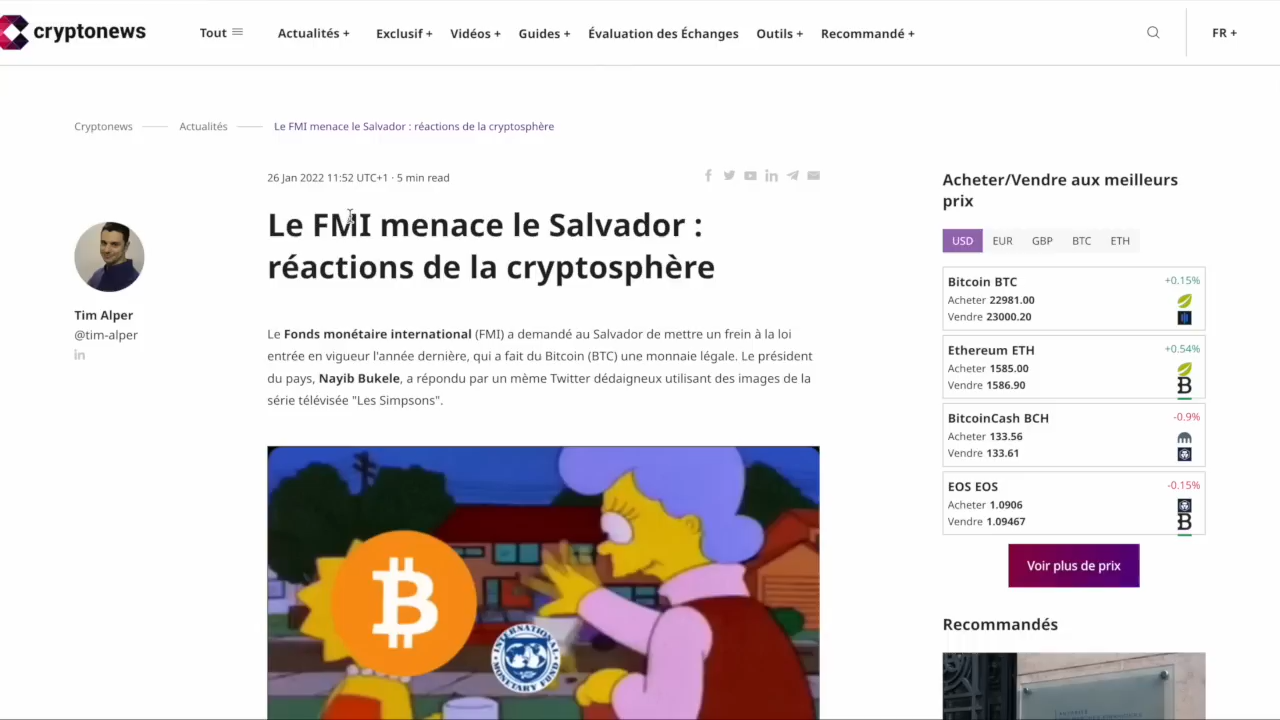 cryptonews
Tout
Actualités +
Exclusif +
Vidéos +
Guides +
Évaluation des Échanges
Outils +
Recommandé +
FR +
Cryptonews
Actualités
Le FMI menace le Salvador : réactions de la cryptosphère
26 Jan 2022 11:52 UTC+1 · 5 min read
Le FMI menace le Salvador :
réactions de la cryptosphère
Tim Alper
@tim-alper
Le Fonds monétaire international (FMI) a demandé au Salvador de mettre un frein à la loi
entrée en vigueur l'année dernière, qui a fait du Bitcoin (BTC) une monnaie légale. Le président
du pays, Nayib Bukele, a répondu par un mème Twitter dédaigneux utilisant des images de la
série télévisée "Les Simpsons".
INTERNATIONAL
MONETARY FUND
Acheter/Vendre aux meilleurs
prix
USD
EUR
GBP
BTC
ETH
Bitcoin BTC
+0.15%
Acheter 22981.00
Vendre 23000.20
Ethereum ETH
+0.54%
Acheter 1585.00
Vendre 1586.90
BitcoinCash BCH
-0.9%
Acheter 133.56
Vendre 133.61
EOS EOS
-0.15%
Acheter 1.0906
Vendre 1.09467
Voir plus de prix
Recommandés